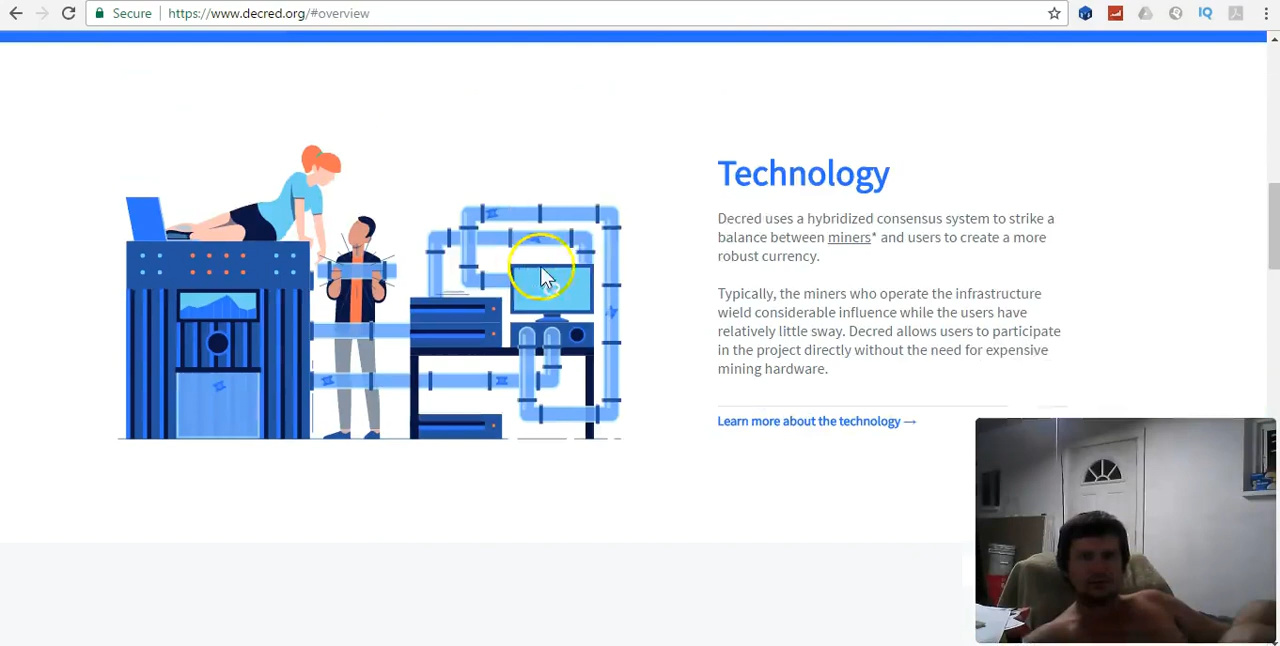 Secure
https://www.decred.org/#overview
IQ
Technology
Decred uses a hybridized consensus system to strike a
balance between miners* and users to create a more
robust currency.
Typically, the miners who operate the infrastructure
wield considerable influence while the users have
relatively little sway. Decred allows users to participate
in the project directly without the need for expensive
mining hardware.
Learn more about the technology →